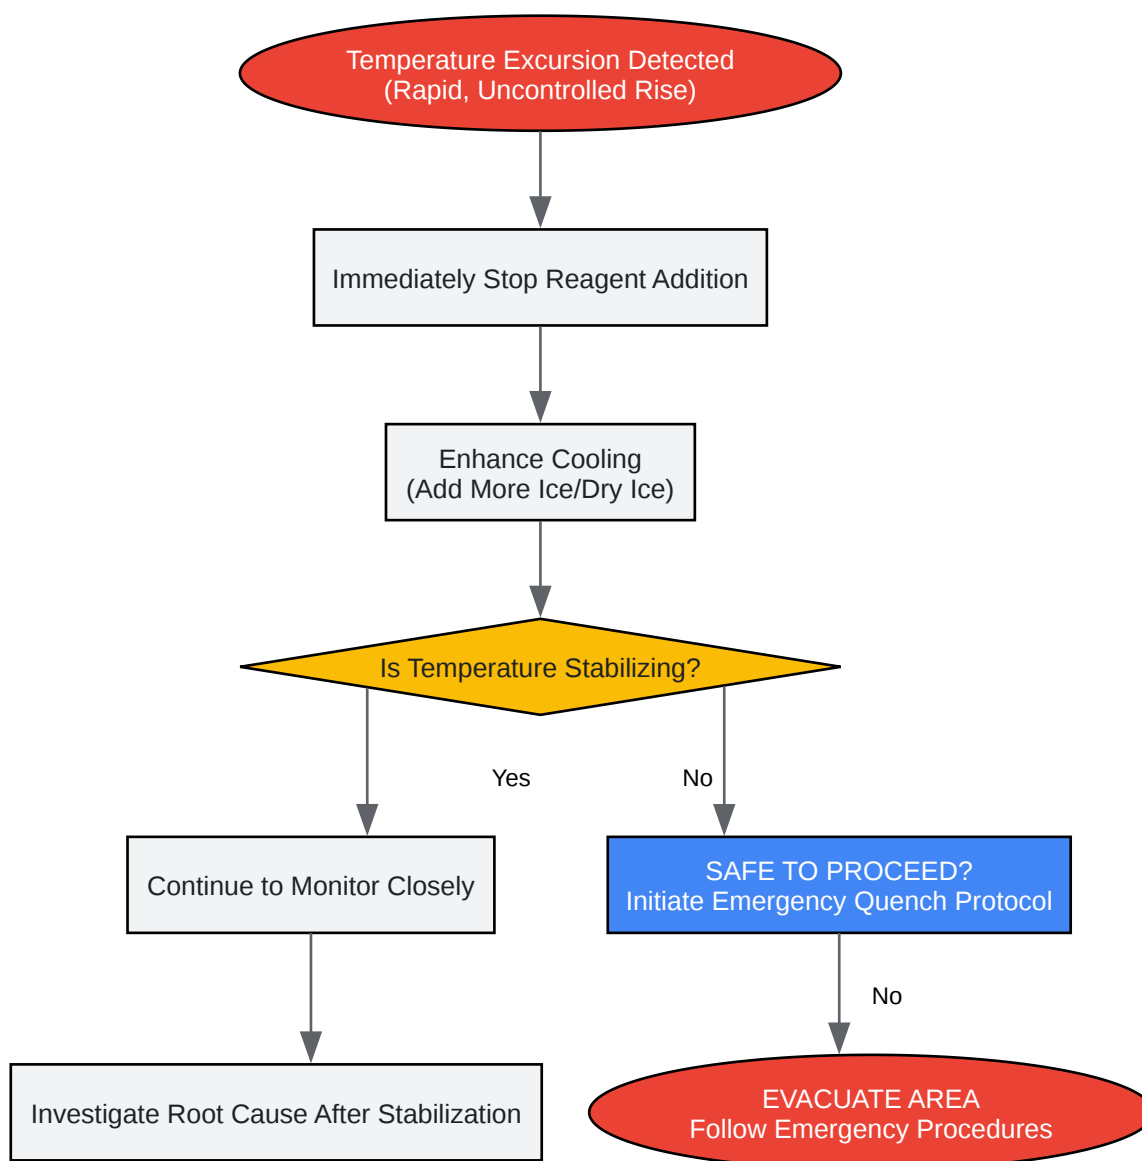 Temperature Excursion Detected
(Rapid, Uncontrolled Rise)
Immediately Stop Reagent Addition
Enhance Cooling
(Add More Ice/Dry Ice)
Is Temperature Stabilizing?
Yes
No
Continue to Monitor Closely
SAFE TO PROCEED?
Initiate Emergency Quench Protocol
No
Investigate Root Cause After Stabilization
EVACUATE AREA
Follow Emergency Procedures